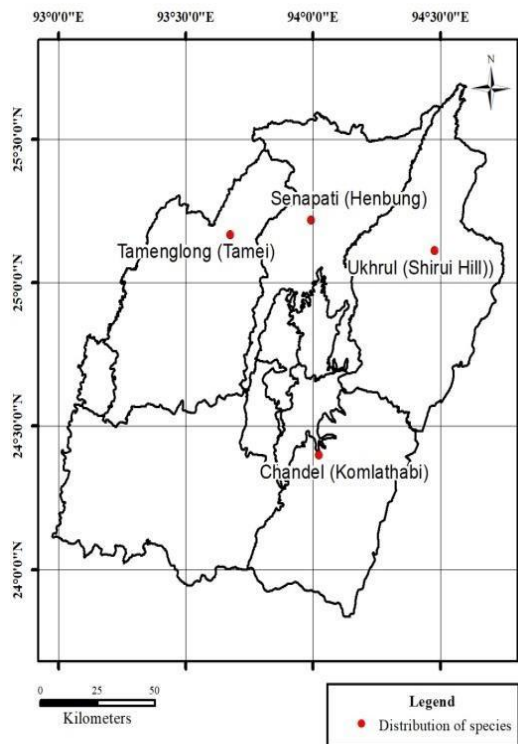 93°0'0"E 93°30'0"E 94°0'0"E 94°30'0"E
N
25°30'0"N
Senapati (Henbung)
Tamenglong (Tamei)
Ukhrul (Shirui Hill))
25°0'0"N
24°30'0"N
Chandel (Komlathabi)
24°0'0"N
0 25 50
Kilometers
Legend
Distribution of species